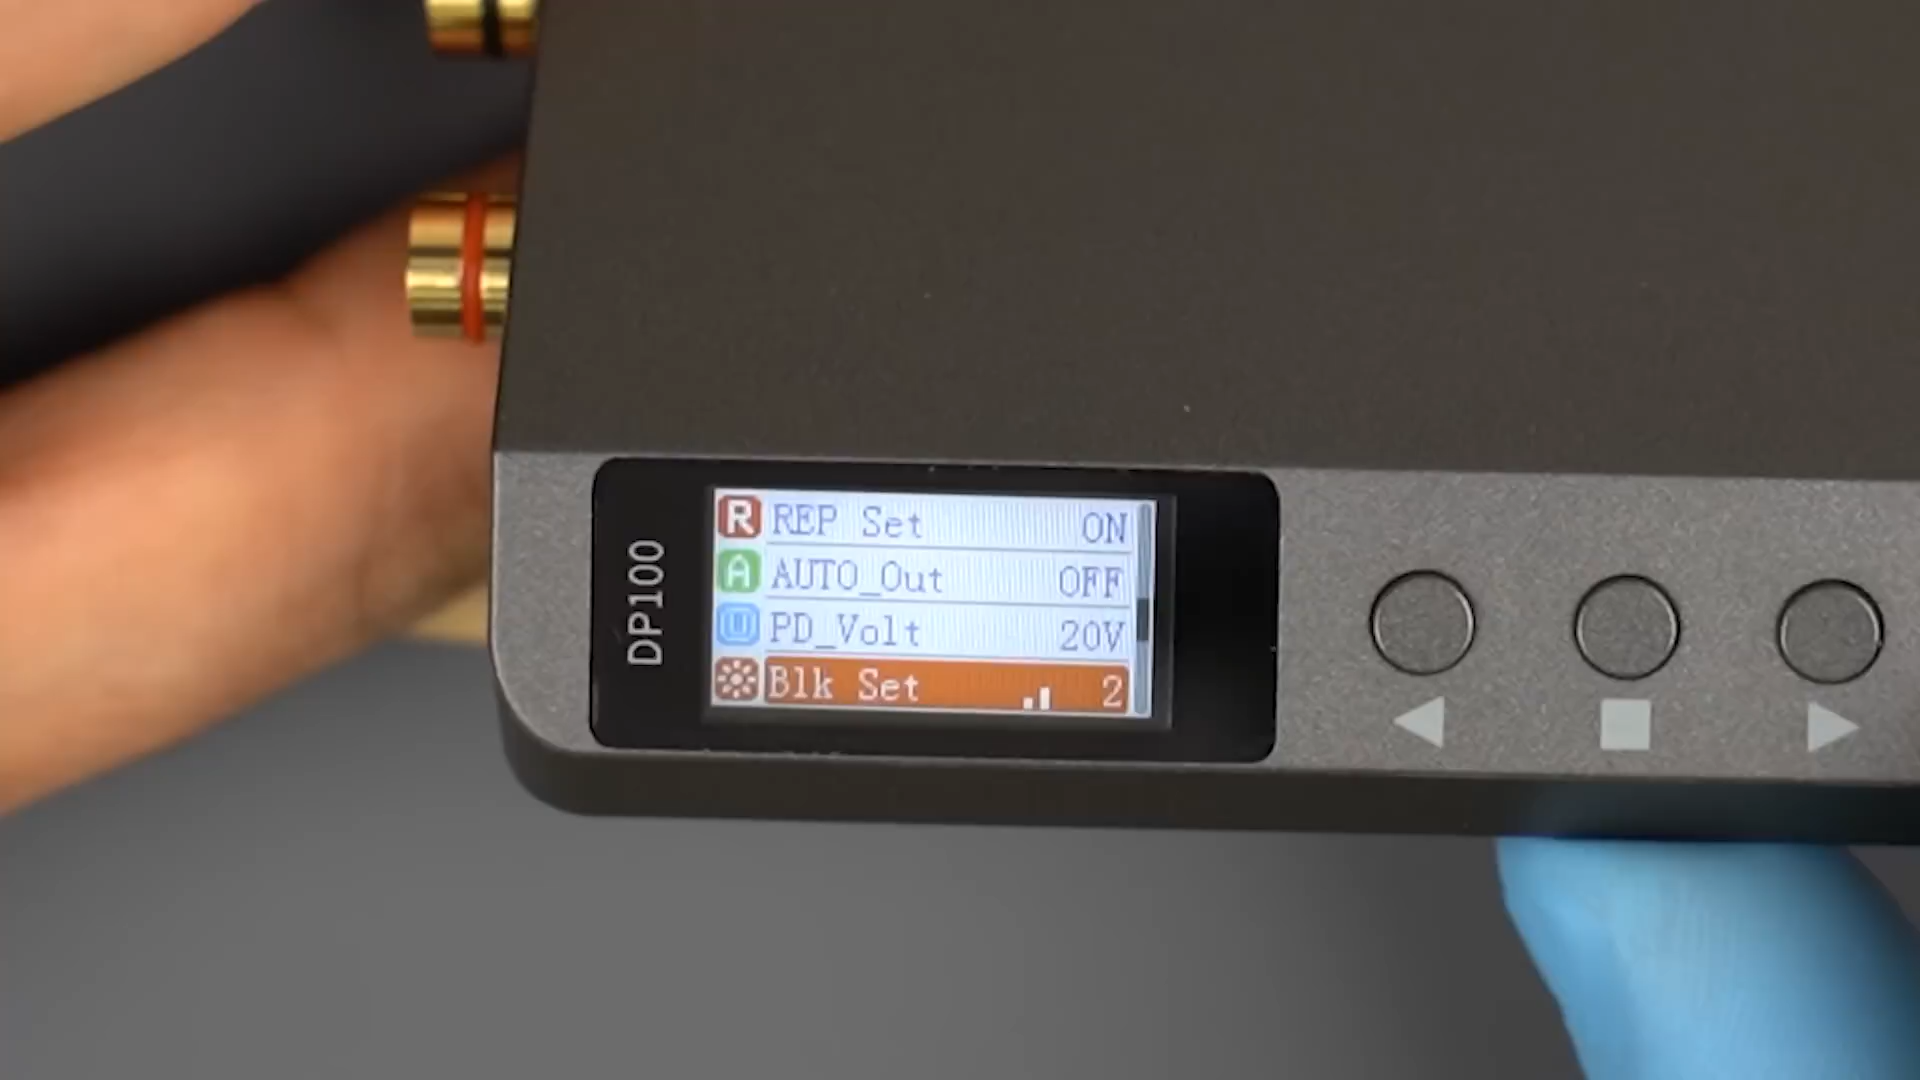 DP100
R REP Set ON
A AUTO_Out OFF
U PD_Volt 20V
Blk Set 2